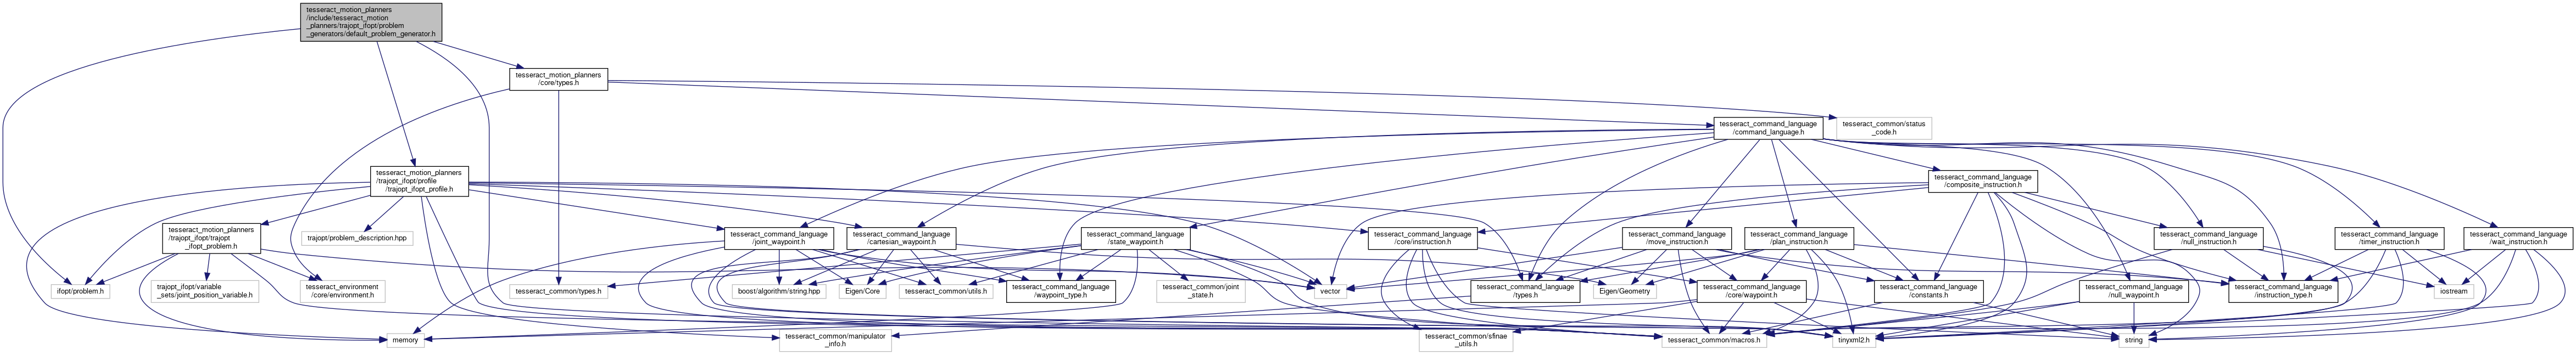 tesseract_motion_planners
/include/tesseract_motion
_planners/trajopt_ifopt/problem
_generators/default_problem_generator.h
tesseract_motion_planners
/core/types.h
tesseract_command_language
/command_language.h
tesseract_common/status
_code.h
tesseract_motion_planners
/trajopt_ifopt/profile
/trajopt_ifopt_profile.h
tesseract_command_language
/composite_instruction.h
tesseract_motion_planners
/trajopt_ifopt/trajopt
_ifopt_problem.h
trajopt/problem_description.hpp
tesseract_command_language
/joint_waypoint.h
tesseract_command_language
/cartesian_waypoint.h
tesseract_command_language
/state_waypoint.h
tesseract_command_language
/core/instruction.h
tesseract_command_language
/move_instruction.h
tesseract_command_language
/plan_instruction.h
tesseract_command_language
/null_instruction.h
tesseract_command_language
/timer_instruction.h
tesseract_command_language
/wait_instruction.h
ifopt/problem.h
trajopt_ifopt/variable
_sets/joint_position_variable.h
tesseract_environment
/core/environment.h
tesseract_common/types.h
boost/algorithm/string.hpp
Eigen/Core
tesseract_common/utils.h
tesseract_command_language
/waypoint_type.h
tesseract_common/joint
_state.h
vector
tesseract_command_language
/types.h
Eigen/Geometry
tesseract_command_language
/core/waypoint.h
tesseract_command_language
/constants.h
tesseract_command_language
/null_waypoint.h
tesseract_command_language
/instruction_type.h
iostream
memory
tesseract_common/manipulator
_info.h
tesseract_common/sfinae
_utils.h
tesseract_common/macros.h
tinyxml2.h
string